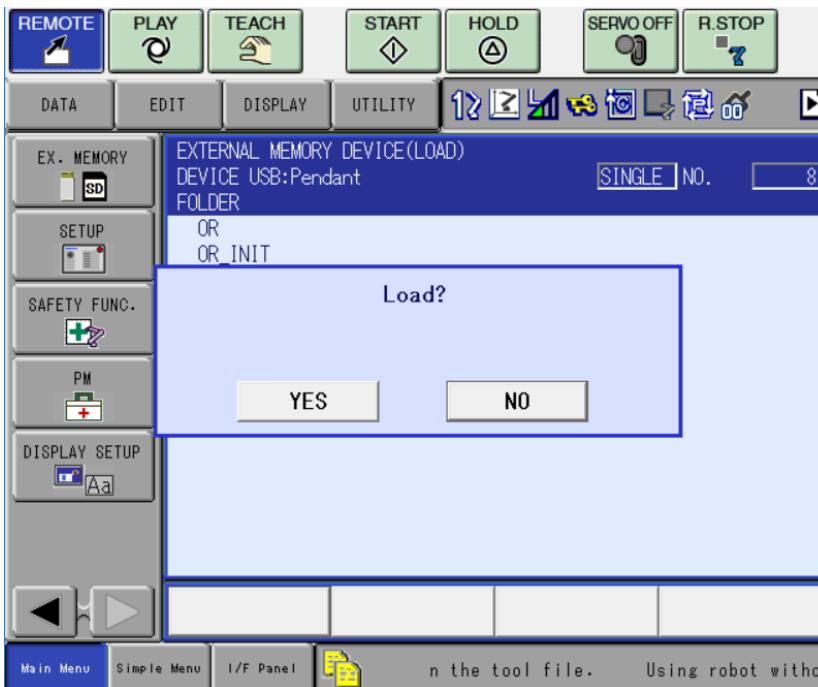 REMOTE PLAY TEACH START HOLD SERVO OFF R.STOP
DATA EDIT DISPLAY UTILITY
EX. MEMORY
SD
SETUP
SAFETY FUNC.
PM
DISPLAY SETUP
Aa
EXTERNAL MEMORY DEVICE(LOAD)
DEVICE USB:Pendant SINGLE NO. 8
FOLDER
OR
OR_INIT
Load?
YES NO
Main Menu Simple Menu I/F Panel n the tool file. Using robot witho